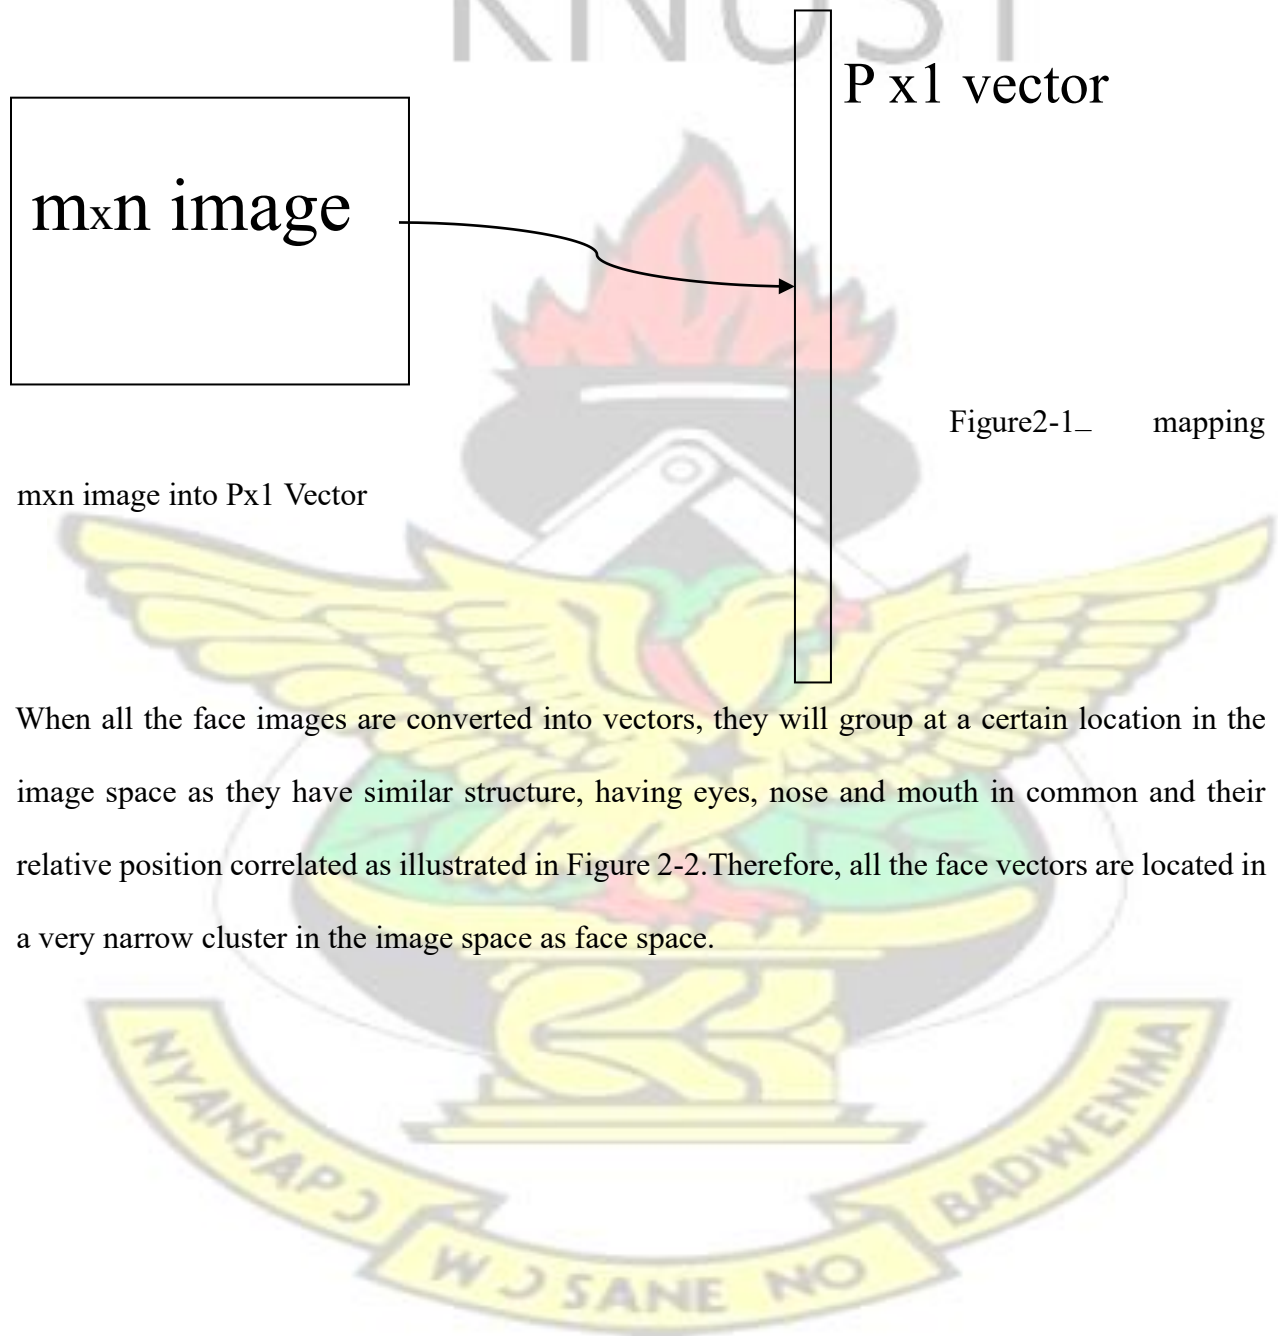 KNUST
P x1 vector
mxn image
Figure2-1_ mapping
mxn image into Px1 Vector
When all the face images are converted into vectors, they will group at a certain location in the
image space as they have similar structure, having eyes, nose and mouth in common and their
relative position correlated as illustrated in Figure 2-2.Therefore, all the face vectors are located in
a very narrow cluster in the image space as face space.
NYANSAPƆ
WƆSANE NO
BADWENMA